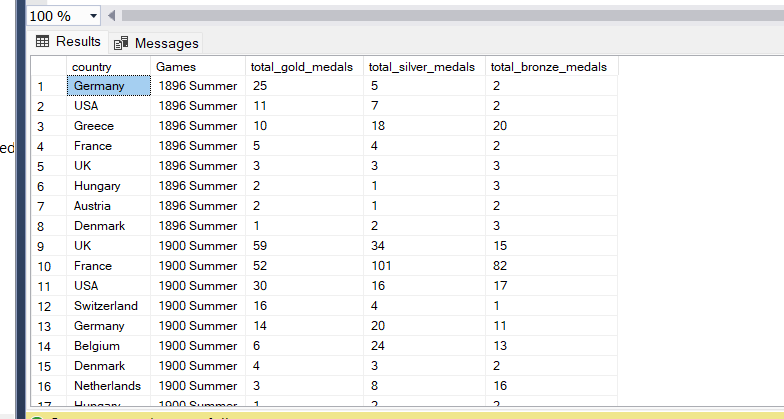 100 %
Results Messages
country Games total_gold_medals total_silver_medals total_bronze_medals
1 Germany 1896 Summer 25 5 2
2 USA 1896 Summer 11 7 2
ed 3 Greece 1896 Summer 10 18 20
4 France 1896 Summer 5 4 2
5 UK 1896 Summer 3 3 3
6 Hungary 1896 Summer 2 1 3
7 Austria 1896 Summer 2 1 2
8 Denmark 1896 Summer 1 2 3
9 UK 1900 Summer 59 34 15
10 France 1900 Summer 52 101 82
11 USA 1900 Summer 30 16 17
12 Switzerland 1900 Summer 16 4 1
13 Germany 1900 Summer 14 20 11
14 Belgium 1900 Summer 6 24 13
15 Denmark 1900 Summer 4 3 2
16 Netherlands 1900 Summer 3 8 16
17 Hungary 1900 Summer 1 2 2